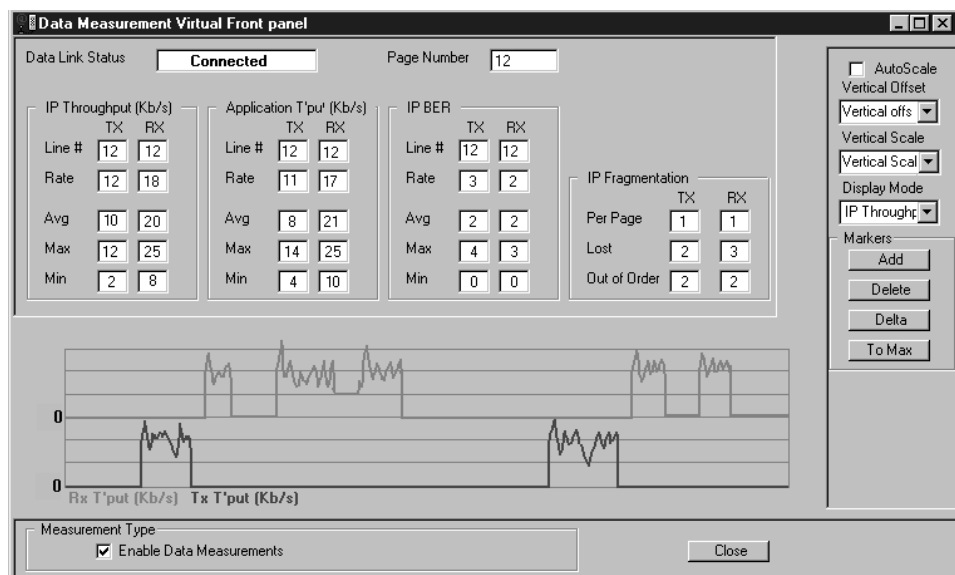 Data Measurement Virtual Front panel
Data Link Status Connected Page Number 12
IP Throughput (Kb/s)
TX RX
Line # 12 12
Rate 12 18
Avg 10 20
Max 12 25
Min 2 8
Application T'pu' (Kb/s)
TX RX
Line # 12 12
Rate 11 17
Avg 8 21
Max 14 25
Min 4 10
IP BER
TX RX
Line # 12 12
Rate 3 2
Avg 2 2
Max 4 3
Min 0 0
IP Fragmentation
TX RX
Per Page 1 1
Lost 2 3
Out of Order 2 2
AutoScale
Vertical Offset
Vertical offs
Vertical Scale
Vertical Scal
Display Mode
IP Throughp
Markers
Add
Delete
Delta
To Max
0
0
Rx T'put (Kb/s) Tx T'put (Kb/s)
Measurement Type
Enable Data Measurements
Close